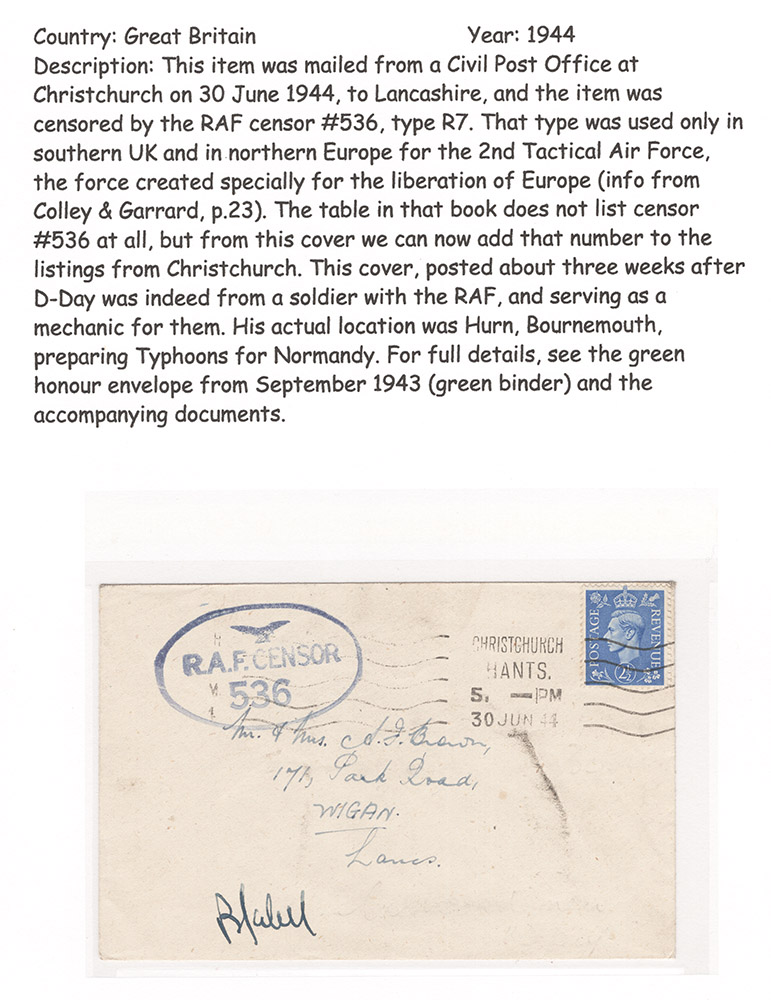 Country: Great Britain Year: 1944
Description: This item was mailed from a Civil Post Office at
Christchurch on 30 June 1944, to Lancashire, and the item was
censored by the RAF censor #536, type R7. That type was used only in
southern UK and in northern Europe for the 2nd Tactical Air Force,
the force created specially for the liberation of Europe (info from
Colley & Garrard, p.23). The table in that book does not list censor
#536 at all, but from this cover we can now add that number to the
listings from Christchurch. This cover, posted about three weeks after
D-Day was indeed from a soldier with the RAF, and serving as a
mechanic for them. His actual location was Hurn, Bournemouth,
preparing Typhoons for Normandy. For full details, see the green
honour envelope from September 1943 (green binder) and the
accompanying documents.
R.A.F. CENSOR
536
CHRISTCHURCH
HANTS.
5. — PM
30 JUN 44
POSTAGE
REVENUE
2½
Mr. & Mrs. A. F. Brown,
Park Road,
WIGAN.
Lancs.